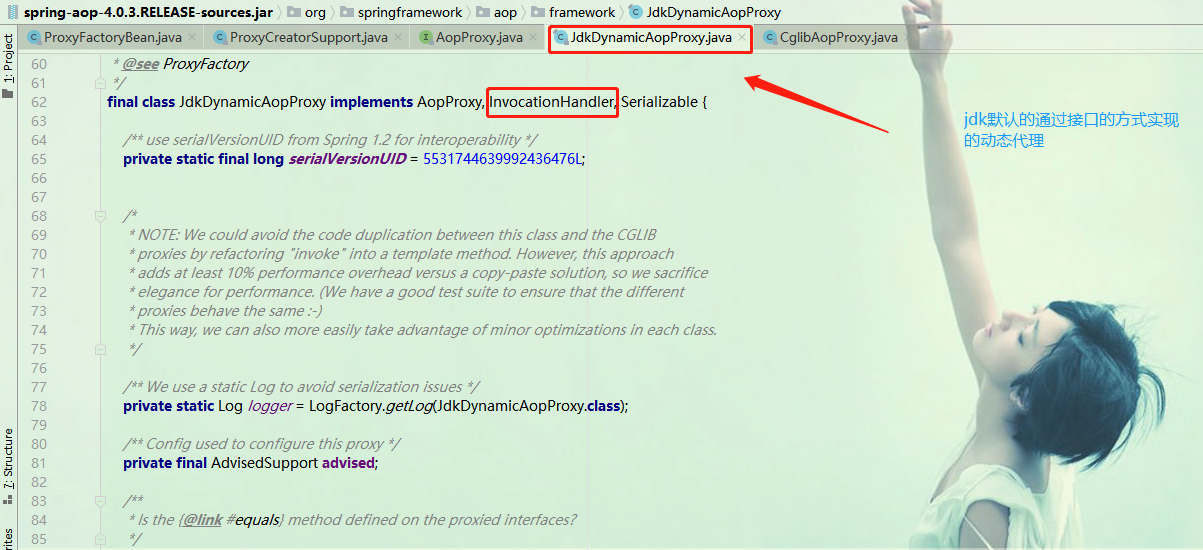 spring-aop-4.0.3.RELEASE-sources.jar org springframework aop framework JdkDynamicAopProxy
ProxyFactoryBean.java ProxyCreatorSupport.java AopProxy.java JdkDynamicAopProxy.java CglibAopProxy.java
1: Project
7: Structure
rites
60 * @see ProxyFactory
61 */
62 final class JdkDynamicAopProxy implements AopProxy, InvocationHandler, Serializable {
63
64 /** use serialVersionUID from Spring 1.2 for interoperability */
65 private static final long serialVersionUID = 5531744639992436476L;
66
67
68 /*
69 * NOTE: We could avoid the code duplication between this class and the CGLIB
70 * proxies by refactoring "invoke" into a template method. However, this approach
71 * adds at least 10% performance overhead versus a copy-paste solution, so we sacrifice
72 * elegance for performance. (We have a good test suite to ensure that the different
73 * proxies behave the same :-)
74 * This way, we can also more easily take advantage of minor optimizations in each class.
75 */
76
77 /** We use a static Log to avoid serialization issues */
78 private static Log logger = LogFactory.getLog(JdkDynamicAopProxy.class);
79
80 /** Config used to configure this proxy */
81 private final AdvisedSupport advised;
82
83 /**
84 * Is the {@link #equals} method defined on the proxied interfaces?
85 */
jdk默认的通过接口的方式实现
的动态代理